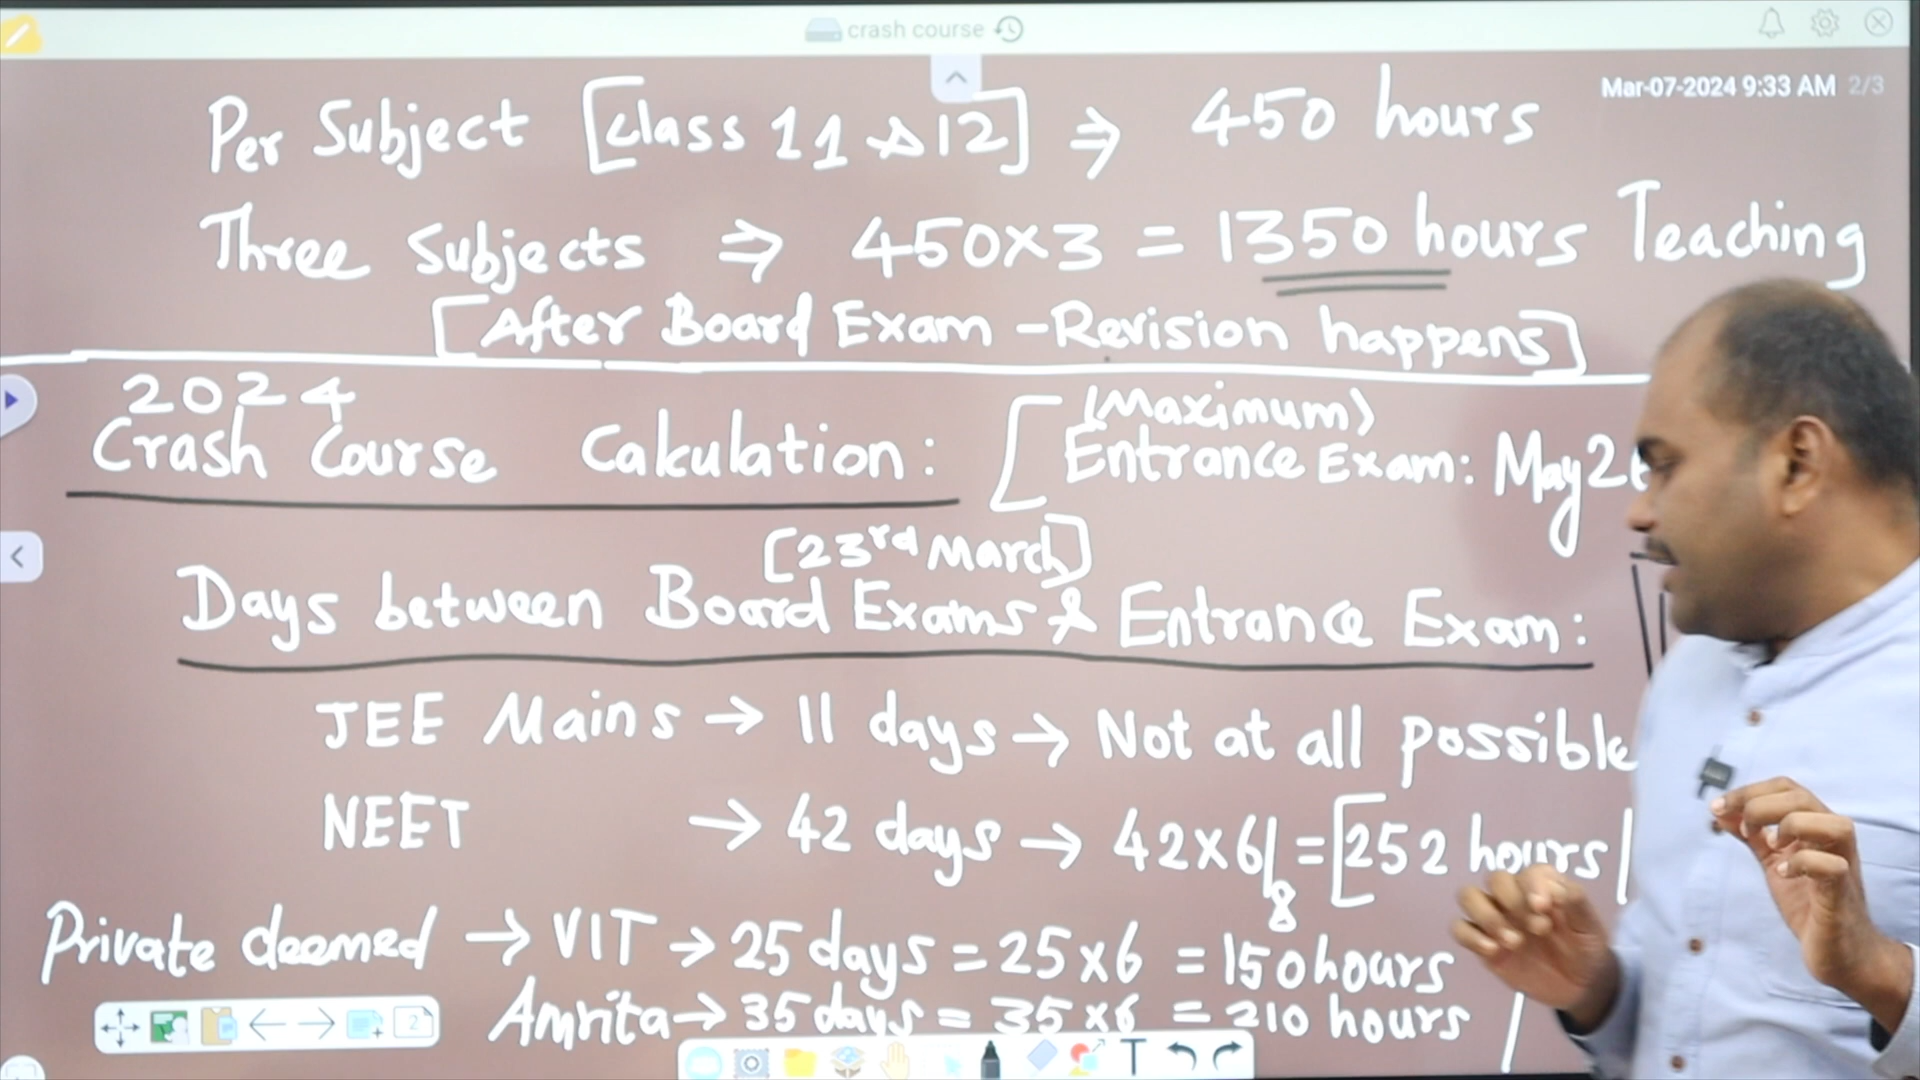 crash course
Mar-07-2024 9:33 AM 2/3
Per Subject [Class 11 & 12] ⇒ 450 hours
Three Subjects ⇒ 450×3 = 1350 hours Teaching
[After Board Exam - Revision happens]
2024 (Maximum)
Crash Course Calculation: [Entrance Exam: May
[23rd March]
Days between Board Exams & Entrance Exam:
JEE Mains → 11 days → Not at all possible
NEET → 42 days → 42×6/8 = [252 hours
Private deemed → VIT → 25 days = 25×6 = 150 hours
Amrita → 35 days = 35×6 = 210 hours
2
T